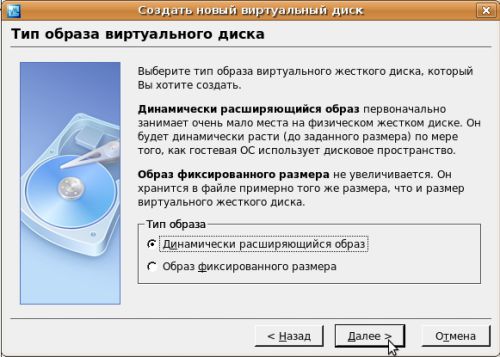 Создать новый виртуальный диск
Тип образа виртуального диска
Выберите тип образа виртуального жесткого диска, который
Вы хотите создать.
Динамически расширяющийся образ первоначально
занимает очень мало места на физическом жестком диске. Он
будет динамически расти (до заданного размера) по мере
того, как гостевая ОС использует дисковое пространство.
Образ фиксированного размера не увеличивается. Он
хранится в файле примерно того же размера, что и размер
виртуального жесткого диска.
Тип образа
Динамически расширяющийся образ
Образ фиксированного размера
< Назад
Далее >
Отмена